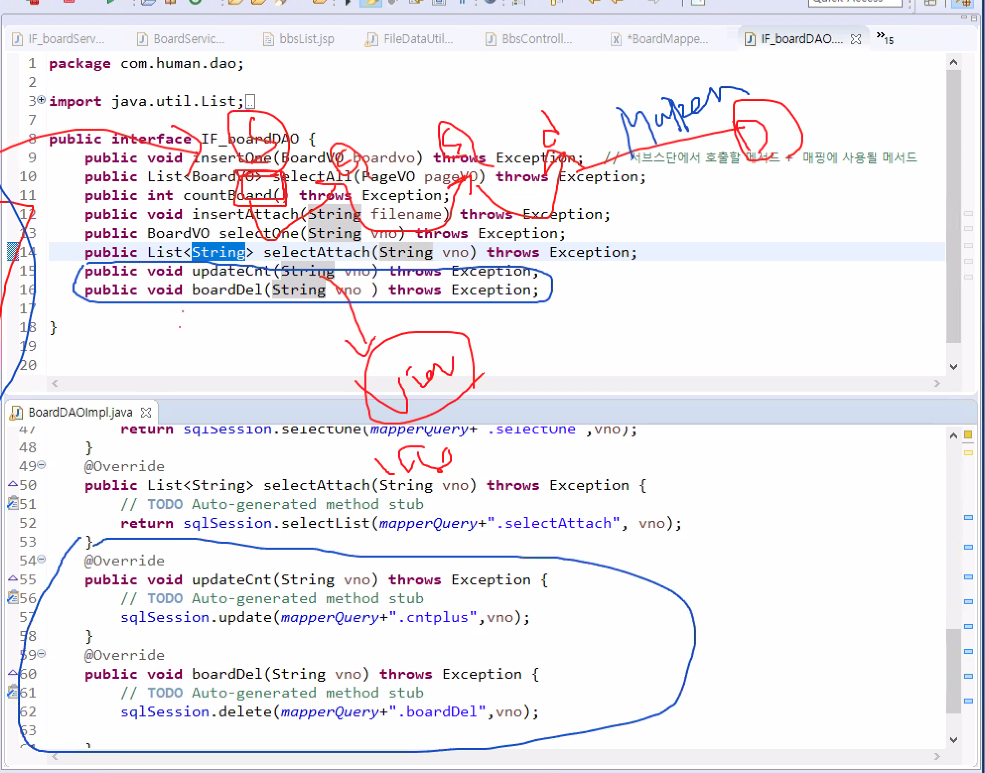 Quick Access
IF_boardServ...
BoardServic...
bbsList.jsp
FileDataUtil...
BbsControll...
*BoardMappe...
IF_boardDAO....
15
1 package com.human.dao;
2
3 import java.util.List;
7
8 public interface IF_boardDAO {
9 public void insertOne(BoardVO boardvo) throws Exception; // 서브스단에서 호출할 메서드 + 매핑에 사용될 메서드
10 public List<BoardVO> selectAll(PageVO pageVO) throws Exception;
11 public int countBoard() throws Exception;
12 public void insertAttach(String filename) throws Exception;
13 public BoardVO selectOne(String vno) throws Exception;
14 public List<String> selectAttach(String vno) throws Exception;
15 public void updateCnt(String vno) throws Exception;
16 public void boardDel(String vno ) throws Exception;
17
18 }
19
20
Mapper
D
view
BoardDAOImpl.java
47 return sqlSession.selectOne(mapperQuery+ .selectOne ,vno);
48 }
49 @Override
50 public List<String> selectAttach(String vno) throws Exception {
51 // TODO Auto-generated method stub
52 return sqlSession.selectList(mapperQuery+".selectAttach", vno);
53 }
54 @Override
55 public void updateCnt(String vno) throws Exception {
56 // TODO Auto-generated method stub
57 sqlSession.update(mapperQuery+".cntplus",vno);
58 }
59 @Override
60 public void boardDel(String vno) throws Exception {
61 // TODO Auto-generated method stub
62 sqlSession.delete(mapperQuery+".boardDel",vno);
63
}